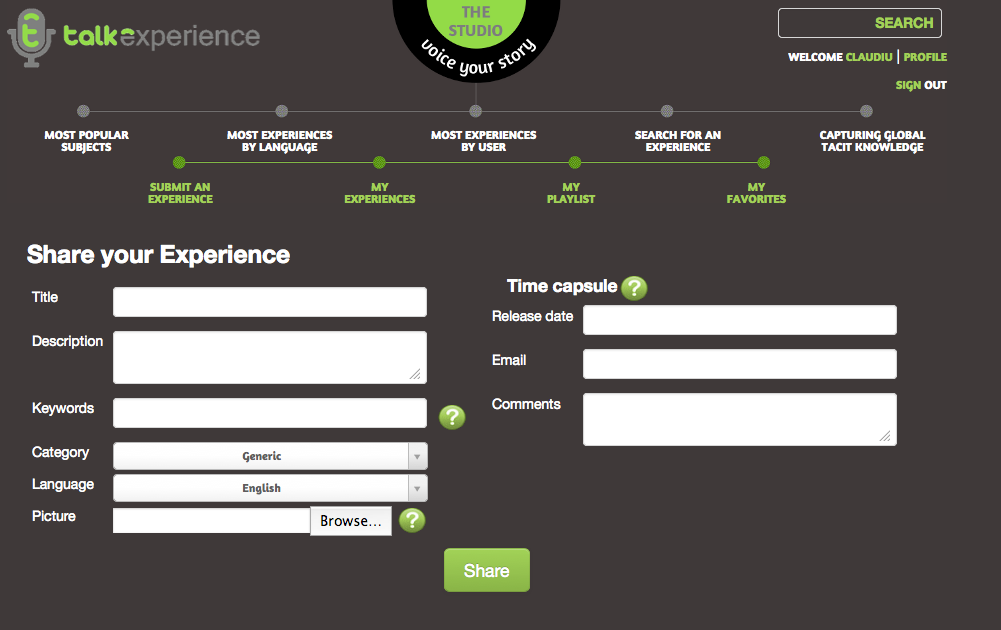 talkexperience
THE
STUDIO
voice your story
SEARCH
WELCOME CLAUDIU | PROFILE
SIGN OUT
MOST POPULAR
SUBJECTS
MOST EXPERIENCES
BY LANGUAGE
MOST EXPERIENCES
BY USER
SEARCH FOR AN
EXPERIENCE
CAPTURING GLOBAL
TACIT KNOWLEDGE
SUBMIT AN
EXPERIENCE
MY
EXPERIENCES
MY
PLAYLIST
MY
FAVORITES
Share your Experience
Title
Description
Keywords
?
Category
Generic
Language
English
Picture
Browse...
?
Time capsule ?
Release date
Email
Comments
Share